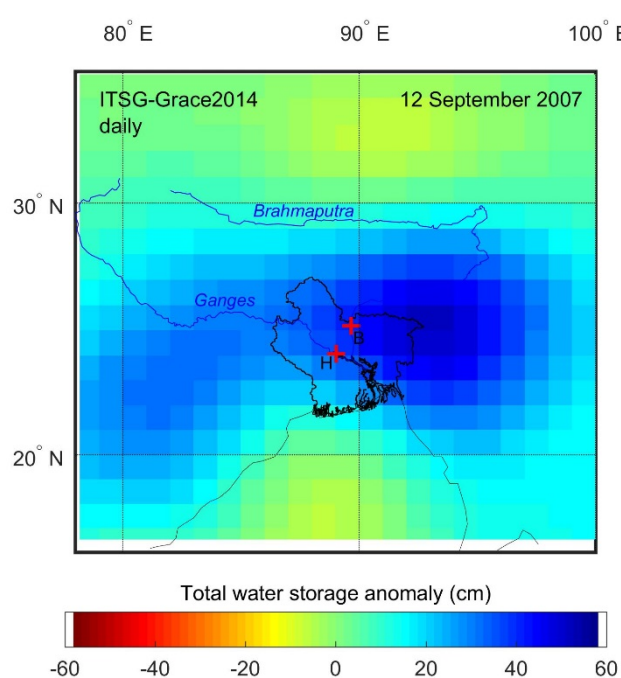 80° E 90° E 100° E
ITSG-Grace2014 12 September 2007
daily
30° N
Brahmaputra
Ganges
B
H
20° N
Total water storage anomaly (cm)
-60 -40 -20 0 20 40 60